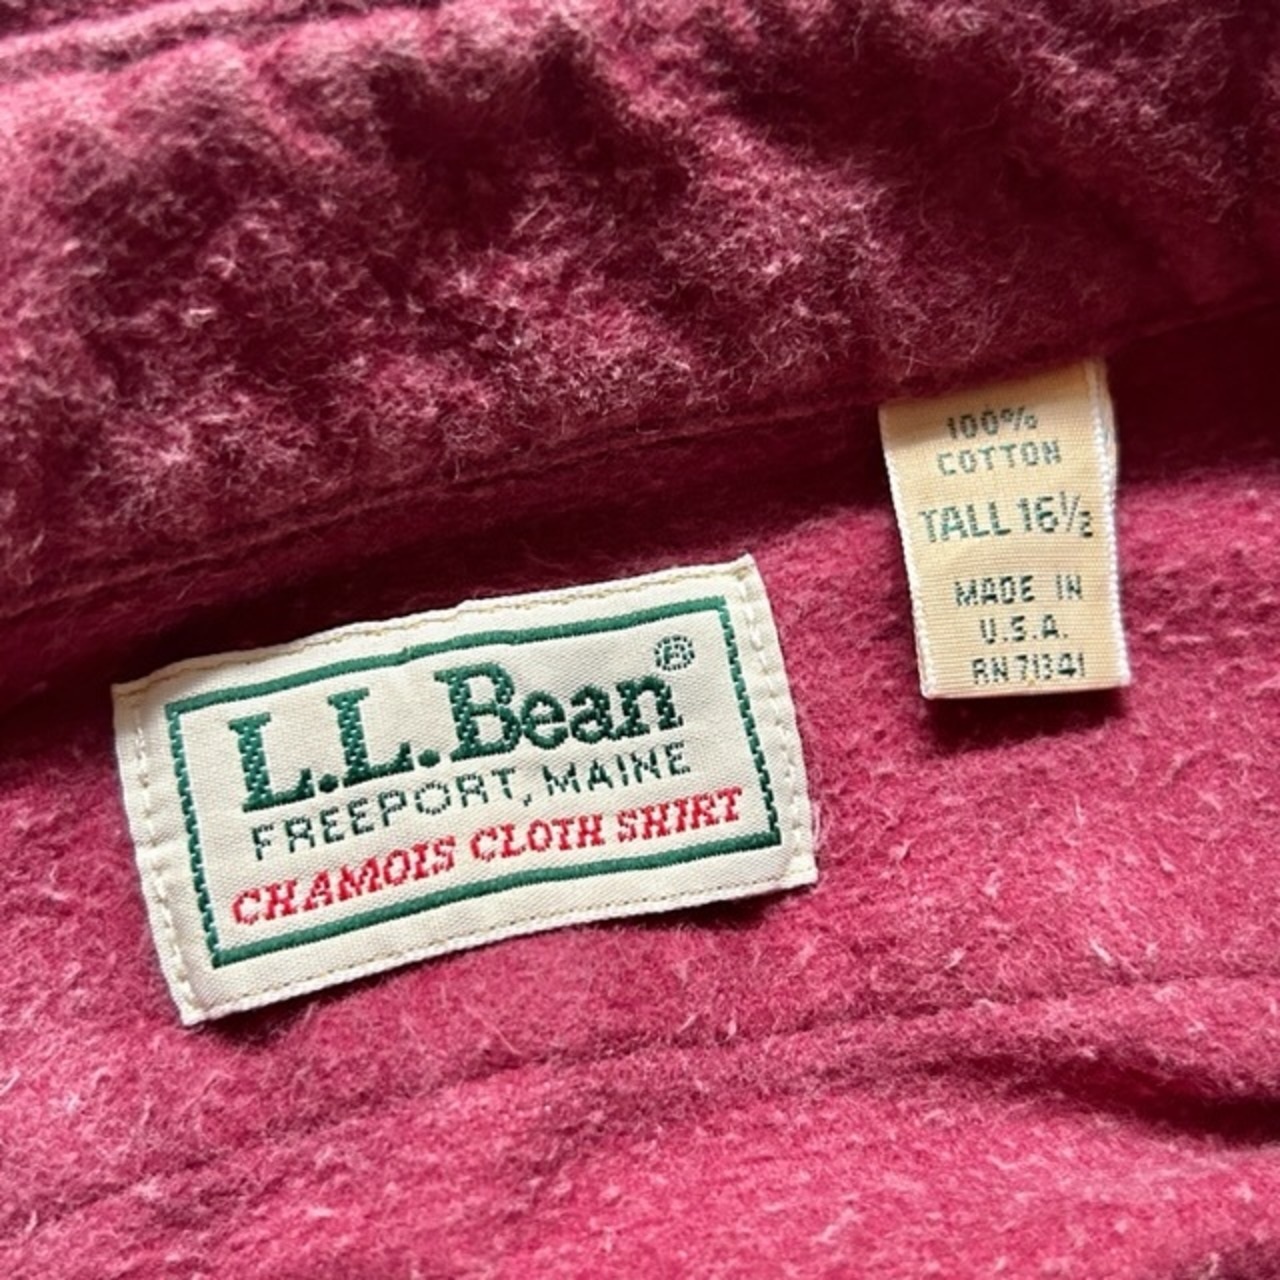 L.L.Bean®
FREEPORT, MAINE
CHAMOIS CLOTH SHIRT
100%
COTTON
TALL 16½
MADE IN
U.S.A.
RN 71341